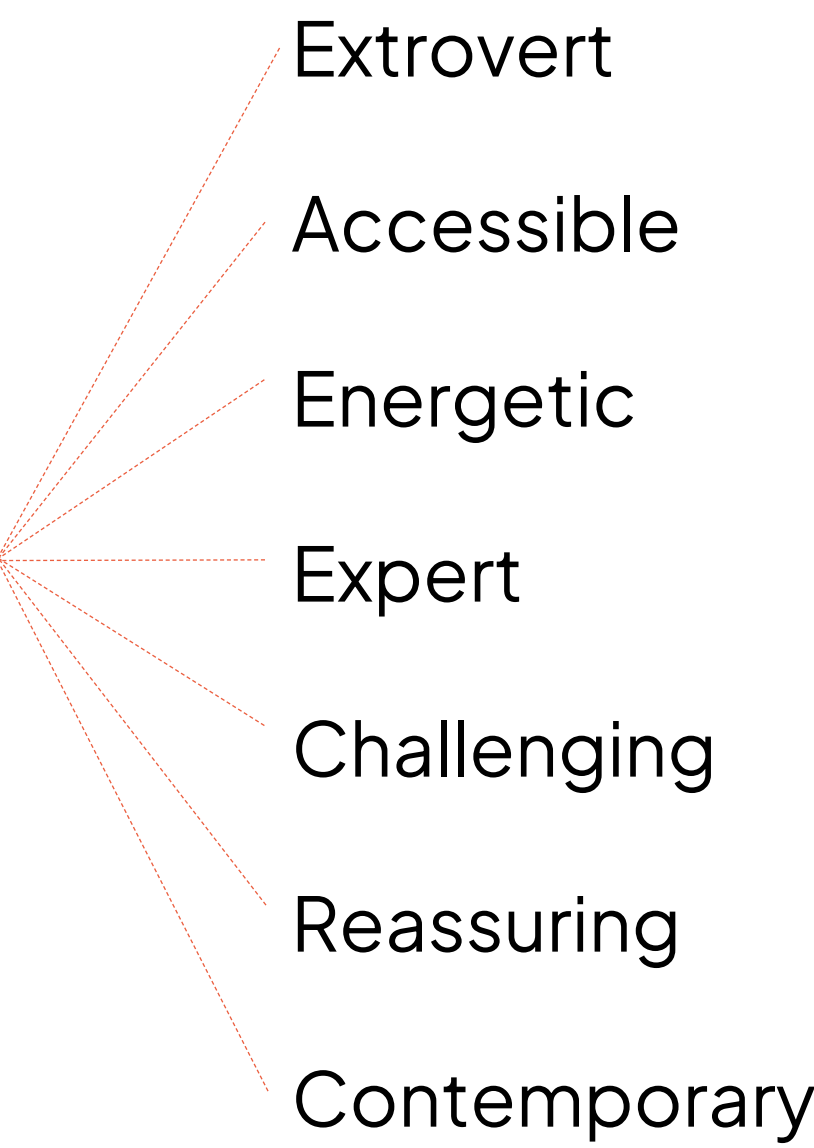 Extrovert
Accessible
Energetic
Expert
Challenging
Reassuring
Contemporary